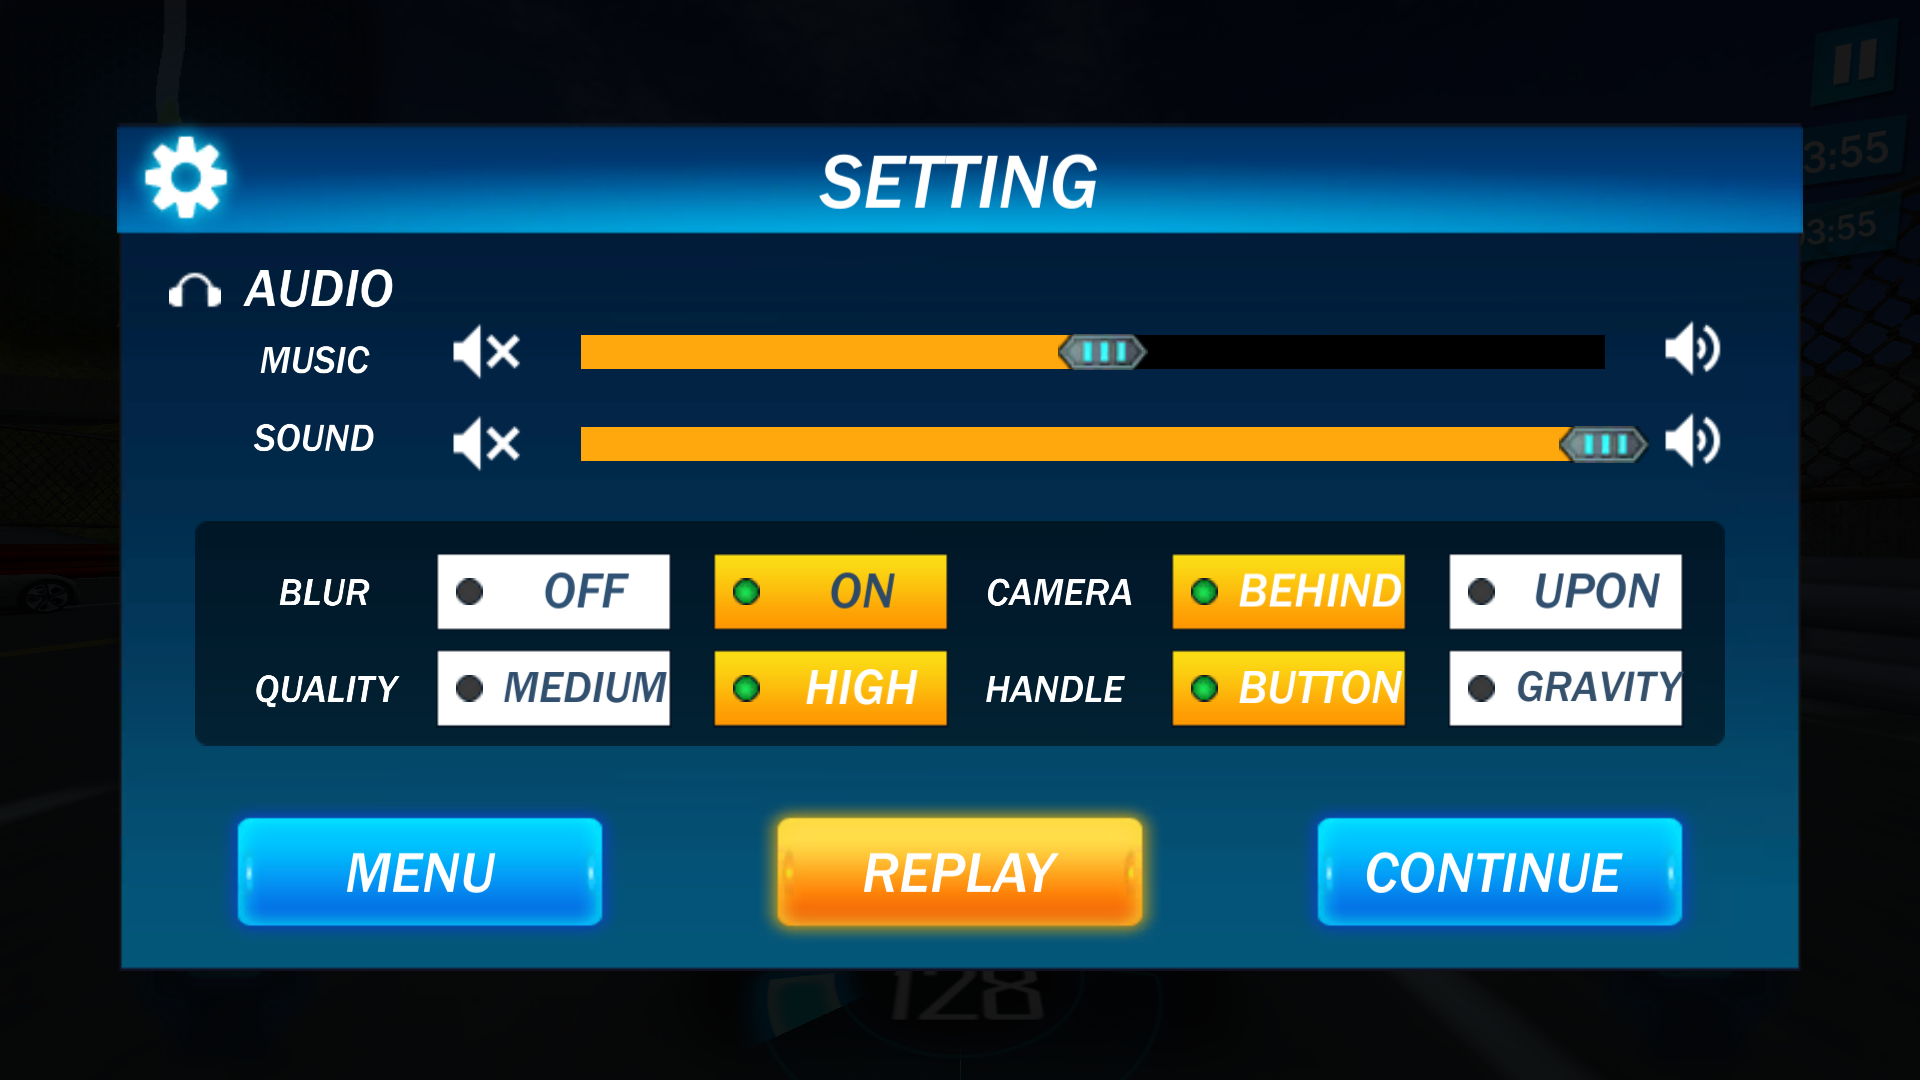 SETTING
3:55
3:55
AUDIO
MUSIC
SOUND
BLUR OFF ON CAMERA BEHIND UPON
QUALITY MEDIUM HIGH HANDLE BUTTON GRAVITY
MENU REPLAY CONTINUE
128